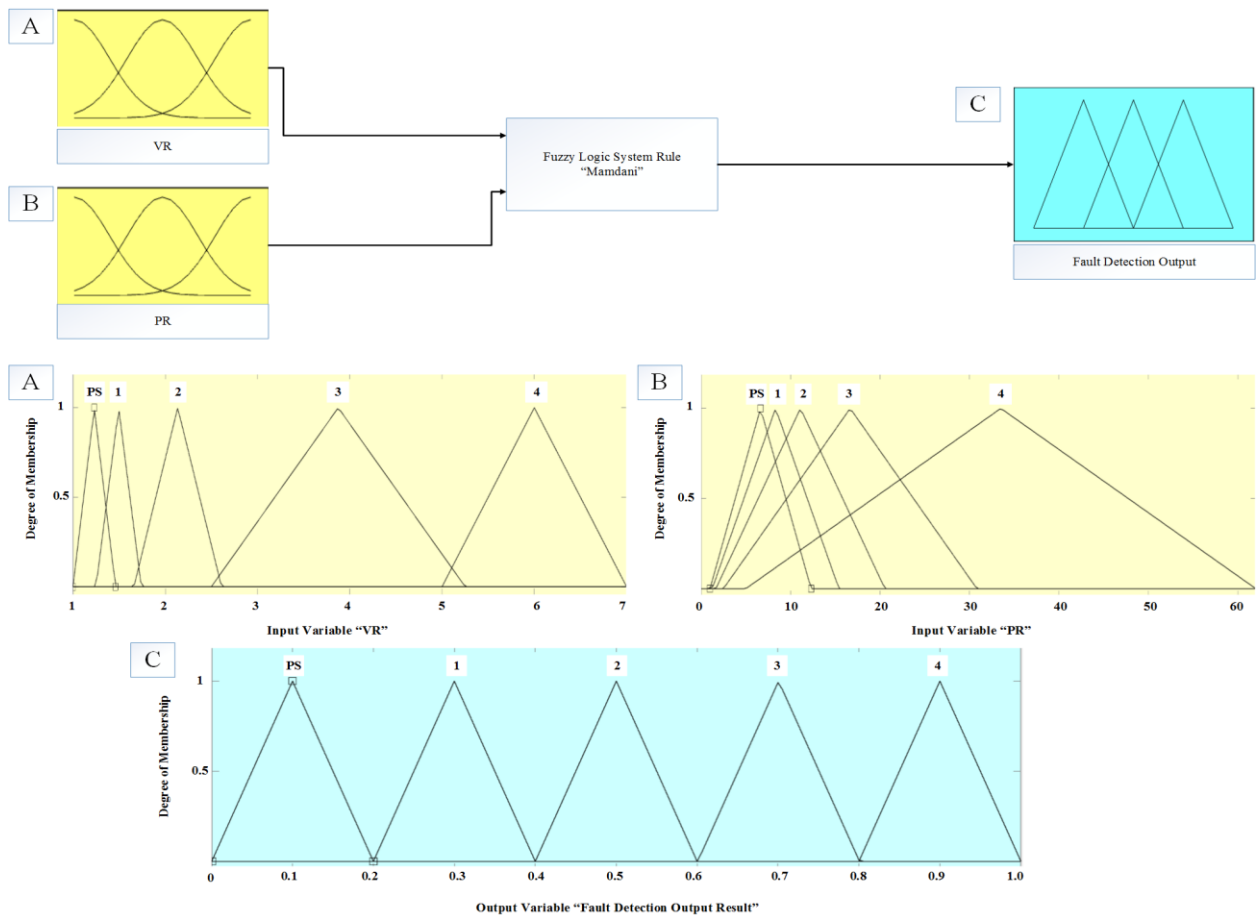 A
VR
B
PR
Fuzzy Logic System Rule
“Mamdani”
C
Fault Detection Output
A
PS 1 2 3 4
1
0.5
Degree of Membership
1 2 3 4 5 6 7
Input Variable “VR”
B
PS 1 2 3 4
1
0.5
Degree of Membership
0 10 20 30 40 50 60
Input Variable “PR”
C
PS 1 2 3 4
1
0.5
Degree of Membership
0 0.1 0.2 0.3 0.4 0.5 0.6 0.7 0.8 0.9 1.0
Output Variable “Fault Detection Output Result”